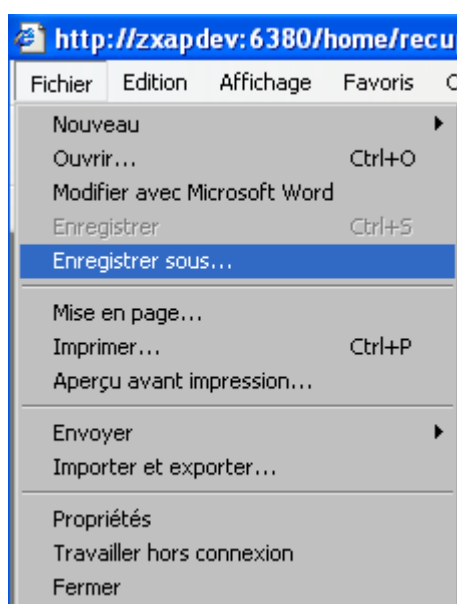 http://zxapdev:6380/home/recu
Fichier Edition Affichage Favoris
Nouveau
Ouvrir... Ctrl+O
Modifier avec Microsoft Word
Enregistrer Ctrl+S
Enregistrer sous...
Mise en page...
Imprimer... Ctrl+P
Aperçu avant impression...
Envoyer
Importer et exporter...
Propriétés
Travailler hors connexion
Fermer